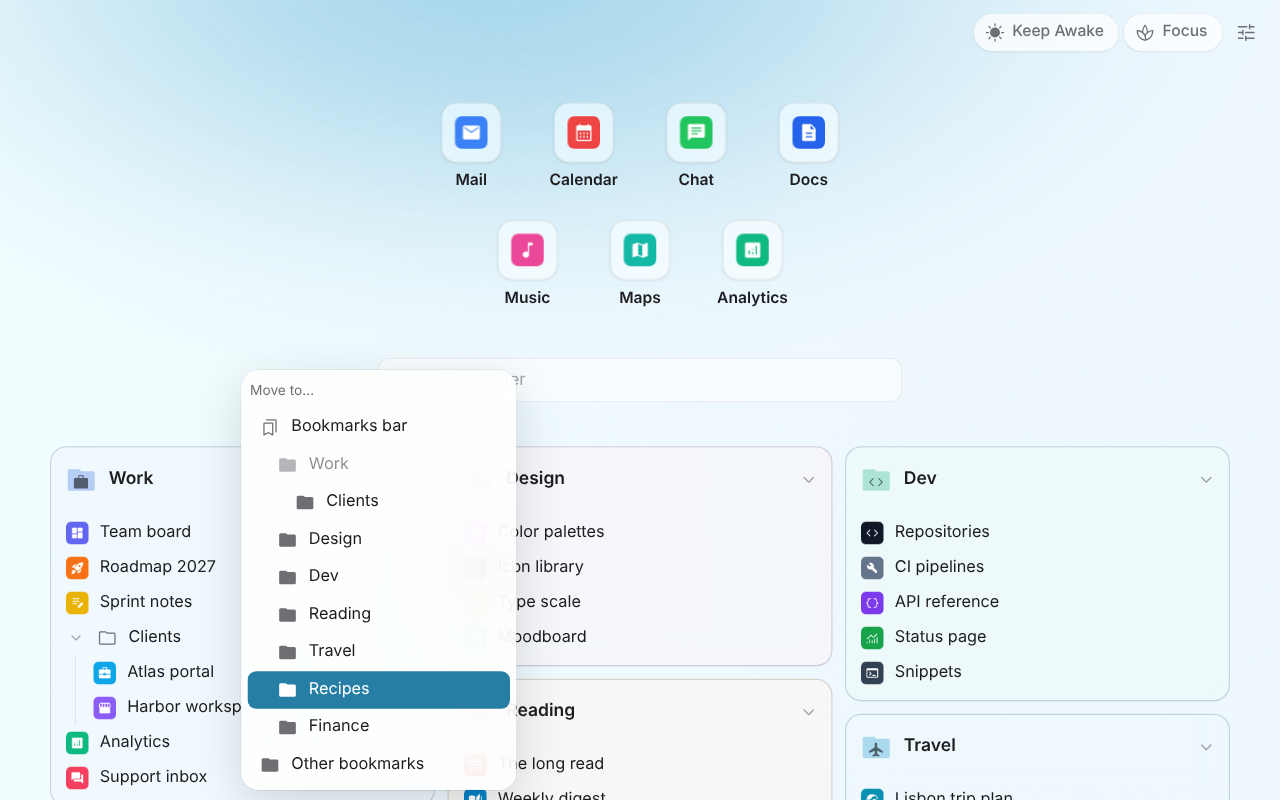 Keep Awake
Focus
Mail
Calendar
Chat
Docs
Music
Maps
Analytics
Move to...
Bookmarks bar
Work
Clients
Design
Dev
Reading
Travel
Recipes
Finance
Other bookmarks
Work
Team board
Roadmap 2027
Sprint notes
Clients
Atlas portal
Harbor worksp
Analytics
Support inbox
Design
Color palettes
Icon library
Type scale
Moodboard
Reading
The long read
Weekly digest
Dev
Repositories
CI pipelines
API reference
Status page
Snippets
Travel
Lisbon trip plan